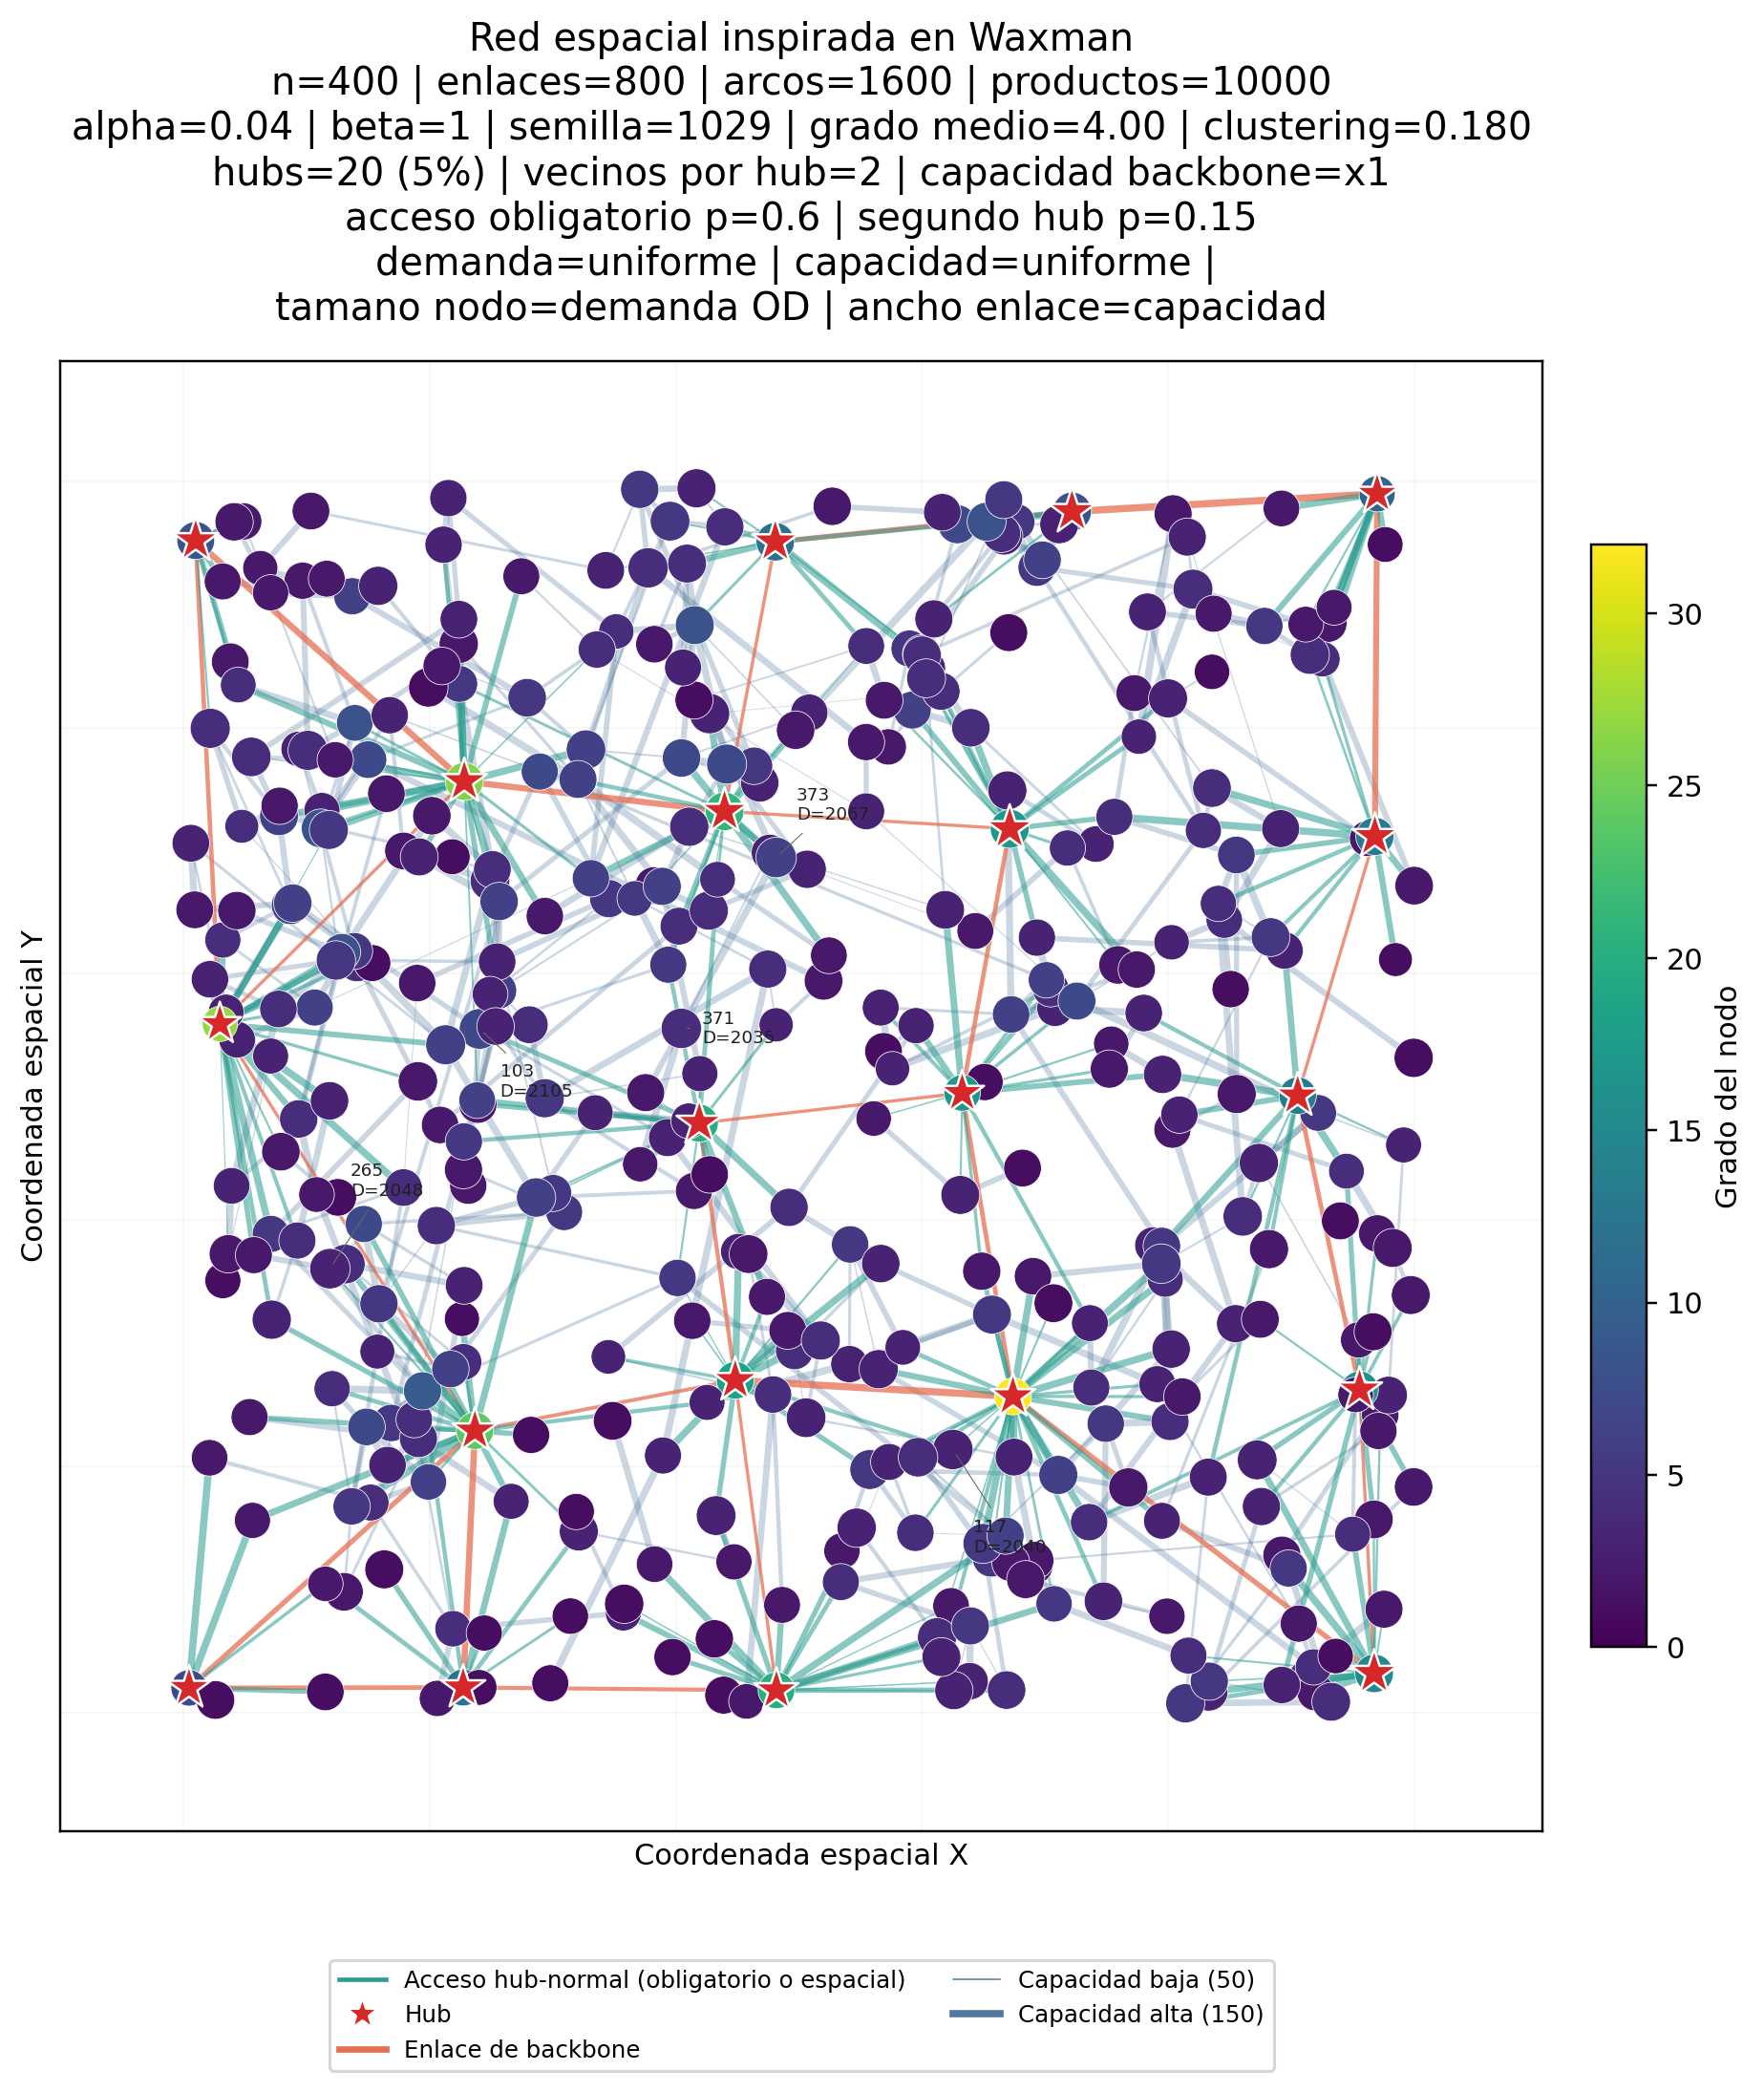 Red espacial inspirada en Waxman
n=400 | enlaces=800 | arcos=1600 | productos=10000
alpha=0.04 | beta=1 | semilla=1029 | grado medio=4.00 | clustering=0.180
hubs=20 (5%) | vecinos por hub=2 | capacidad backbone=x1
acceso obligatorio p=0.6 | segundo hub p=0.15
demanda=uniforme | capacidad=uniforme |
tamano nodo=demanda OD | ancho enlace=capacidad
373
D=2067
371
D=2035
103
D=2105
265
D=2048
117
D=2040
Coordenada espacial Y
Coordenada espacial X
30
25
20
15
10
5
0
Grado del nodo
Acceso hub-normal (obligatorio o espacial)
Hub
Enlace de backbone
Capacidad baja (50)
Capacidad alta (150)